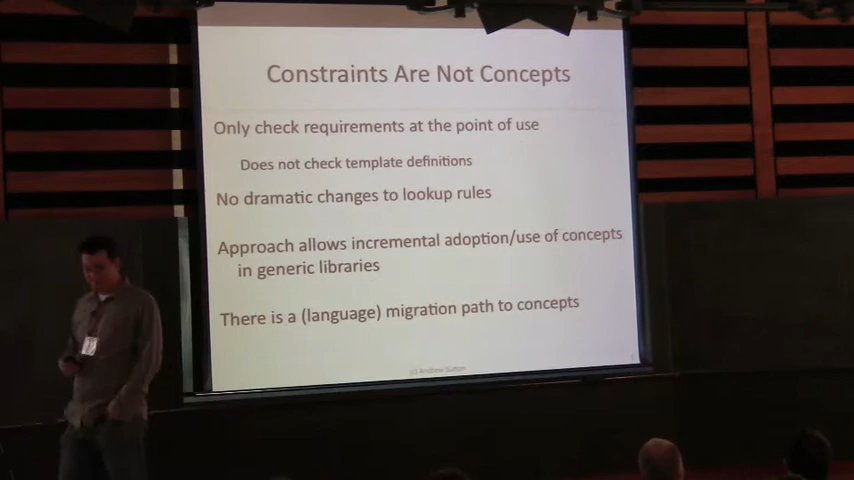 Constraints Are Not Concepts
Only check requirements at the point of use
Does not check template definitions
No dramatic changes to lookup rules
Approach allows incremental adoption/use of concepts
in generic libraries
There is a (language) migration path to concepts
(c) Andrew Sutton